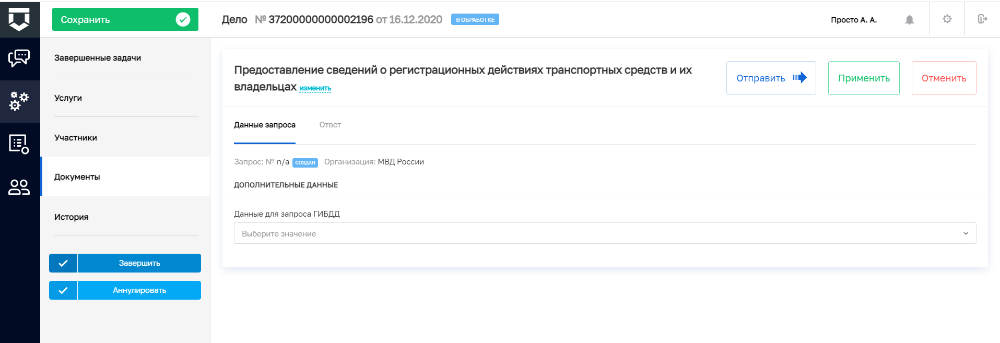 Сохранить
Дело № 37200000000002196 от 16.12.2020 В ОБРАБОТКЕ
Просто А. А.
Завершенные задачи
Услуги
Участники
Документы
История
Завершить
Аннулировать
Предоставление сведений о регистрационных действиях транспортных средств и их
владельцах изменить
Отправить
Применить
Отменить
Данные запроса
Ответ
Запрос: № n/a СОЗДАН Организация: МВД России
ДОПОЛНИТЕЛЬНЫЕ ДАННЫЕ
Данные для запроса ГИБДД
Выберите значение